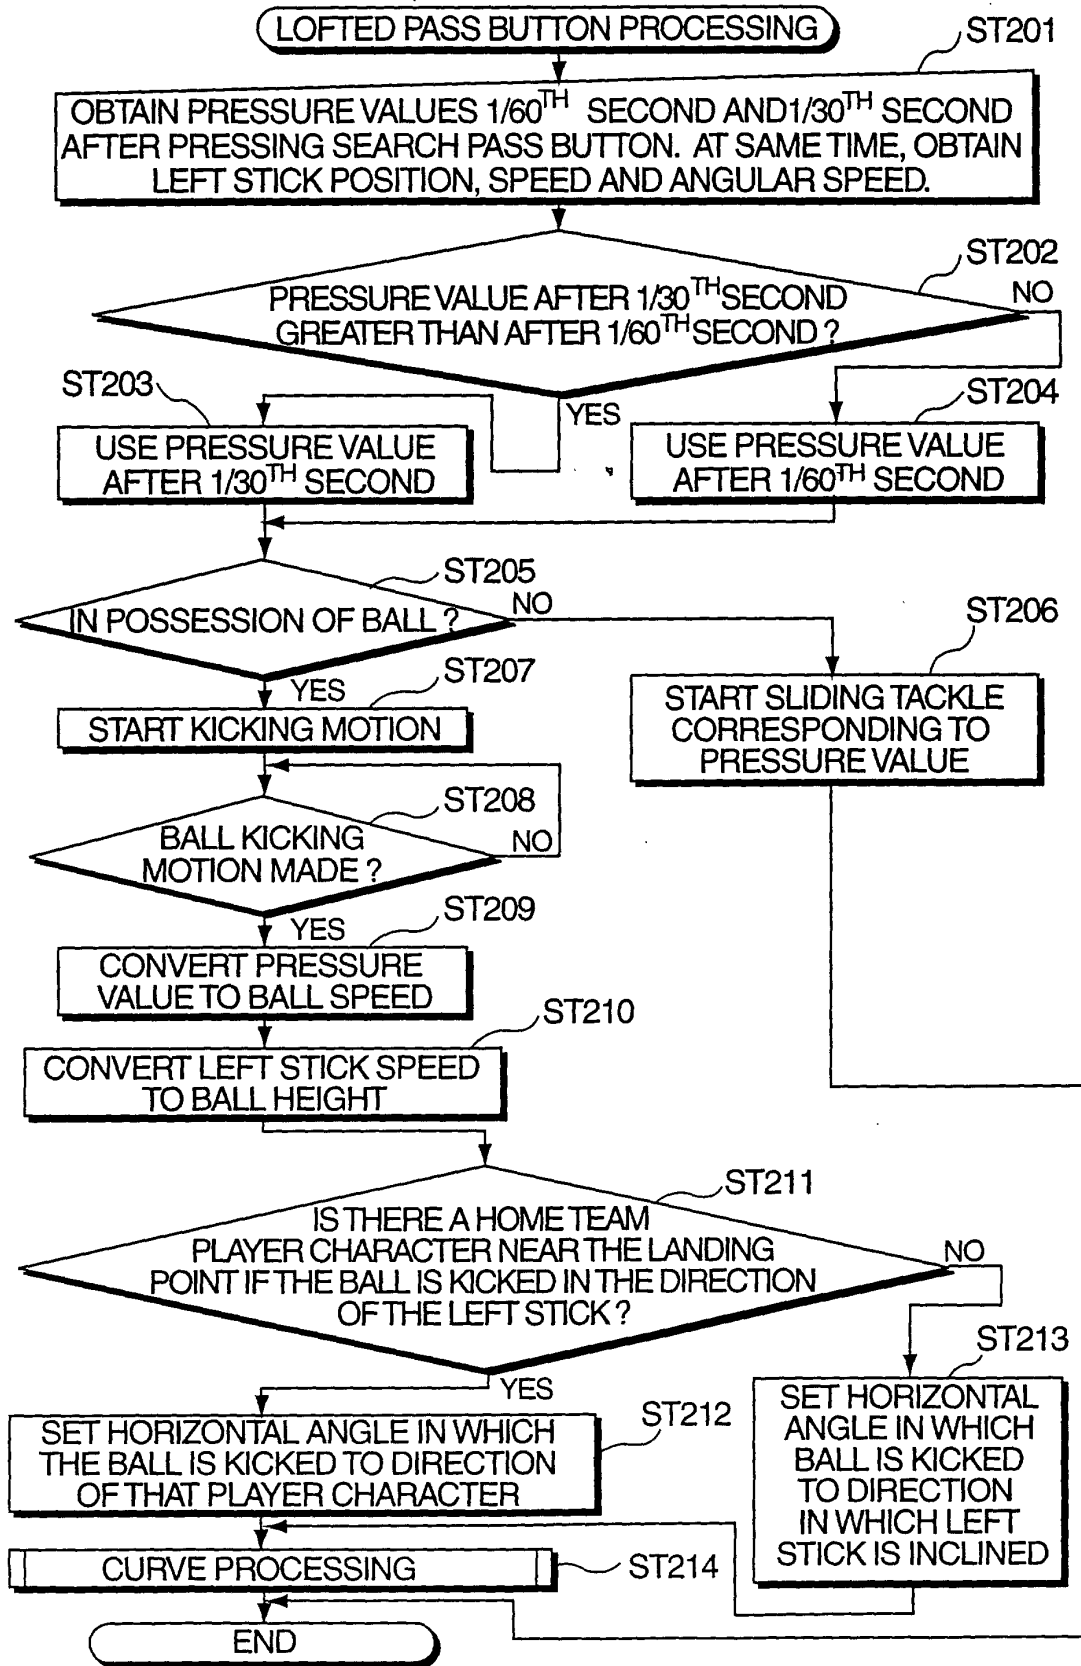 LOFTED PASS BUTTON PROCESSING
ST201
OBTAIN PRESSURE VALUES 1/60TH SECOND AND1/30TH SECOND
AFTER PRESSING SEARCH PASS BUTTON. AT SAME TIME, OBTAIN
LEFT STICK POSITION, SPEED AND ANGULAR SPEED.
ST202
PRESSURE VALUE AFTER 1/30TH SECOND
GREATER THAN AFTER 1/60TH SECOND ?
NO
YES
ST203
USE PRESSURE VALUE
AFTER 1/30TH SECOND
ST204
USE PRESSURE VALUE
AFTER 1/60TH SECOND
ST205
IN POSSESSION OF BALL ?
NO
YES
ST206
START SLIDING TACKLE
CORRESPONDING TO
PRESSURE VALUE
ST207
START KICKING MOTION
ST208
BALL KICKING
MOTION MADE ?
NO
YES
ST209
CONVERT PRESSURE
VALUE TO BALL SPEED
ST210
CONVERT LEFT STICK SPEED
TO BALL HEIGHT
ST211
IS THERE A HOME TEAM
PLAYER CHARACTER NEAR THE LANDING
POINT IF THE BALL IS KICKED IN THE DIRECTION
OF THE LEFT STICK ?
NO
YES
ST212
SET HORIZONTAL ANGLE IN WHICH
THE BALL IS KICKED TO DIRECTION
OF THAT PLAYER CHARACTER
ST213
SET HORIZONTAL
ANGLE IN WHICH
BALL IS KICKED
TO DIRECTION
IN WHICH LEFT
STICK IS INCLINED
CURVE PROCESSING
ST214
END